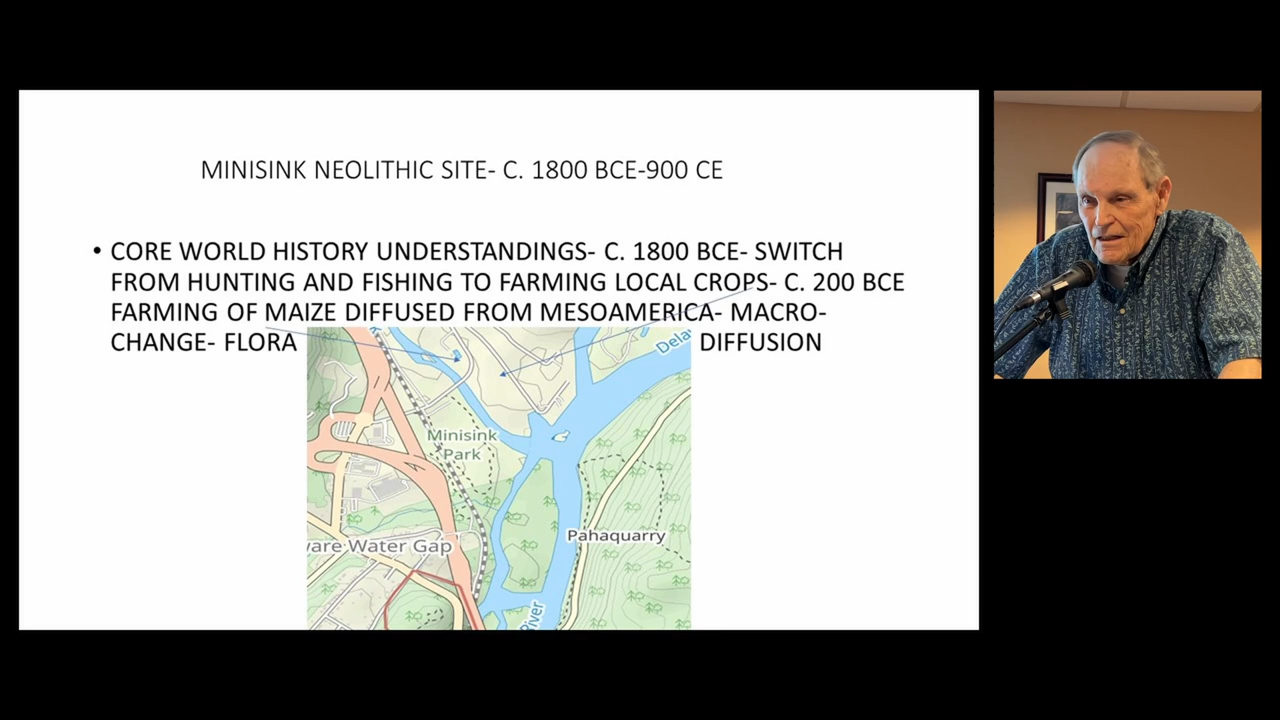 MINISINK NEOLITHIC SITE- C. 1800 BCE-900 CE
• CORE WORLD HISTORY UNDERSTANDINGS- C. 1800 BCE- SWITCH
FROM HUNTING AND FISHING TO FARMING LOCAL CROPS- C. 200 BCE
FARMING OF MAIZE DIFFUSED FROM MESOAMERICA- MACRO-
CHANGE- FLORA DIFFUSION
Dela
Minisink
Park
Pahaquarry
ware Water Gap
River